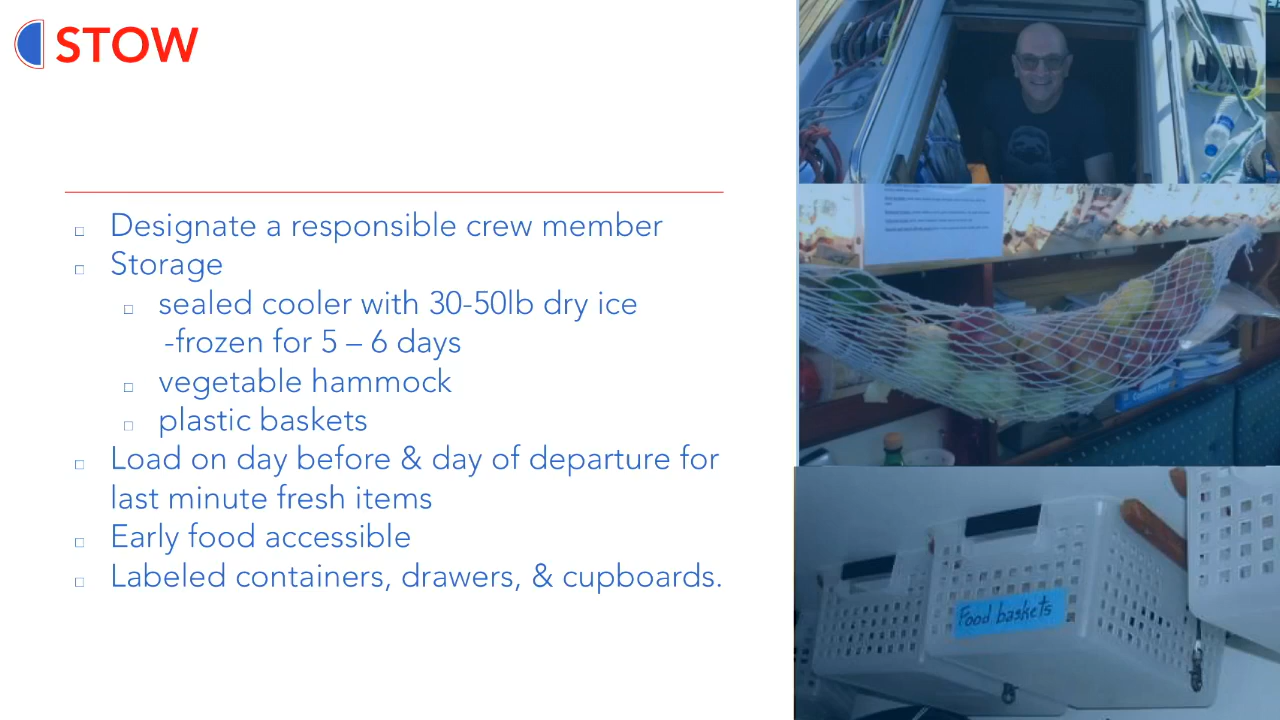 STOW
□ Designate a responsible crew member
□ Storage
□ sealed cooler with 30-50lb dry ice
-frozen for 5 – 6 days
□ vegetable hammock
□ plastic baskets
□ Load on day before & day of departure for
last minute fresh items
□ Early food accessible
□ Labeled containers, drawers, & cupboards.
Food baskets